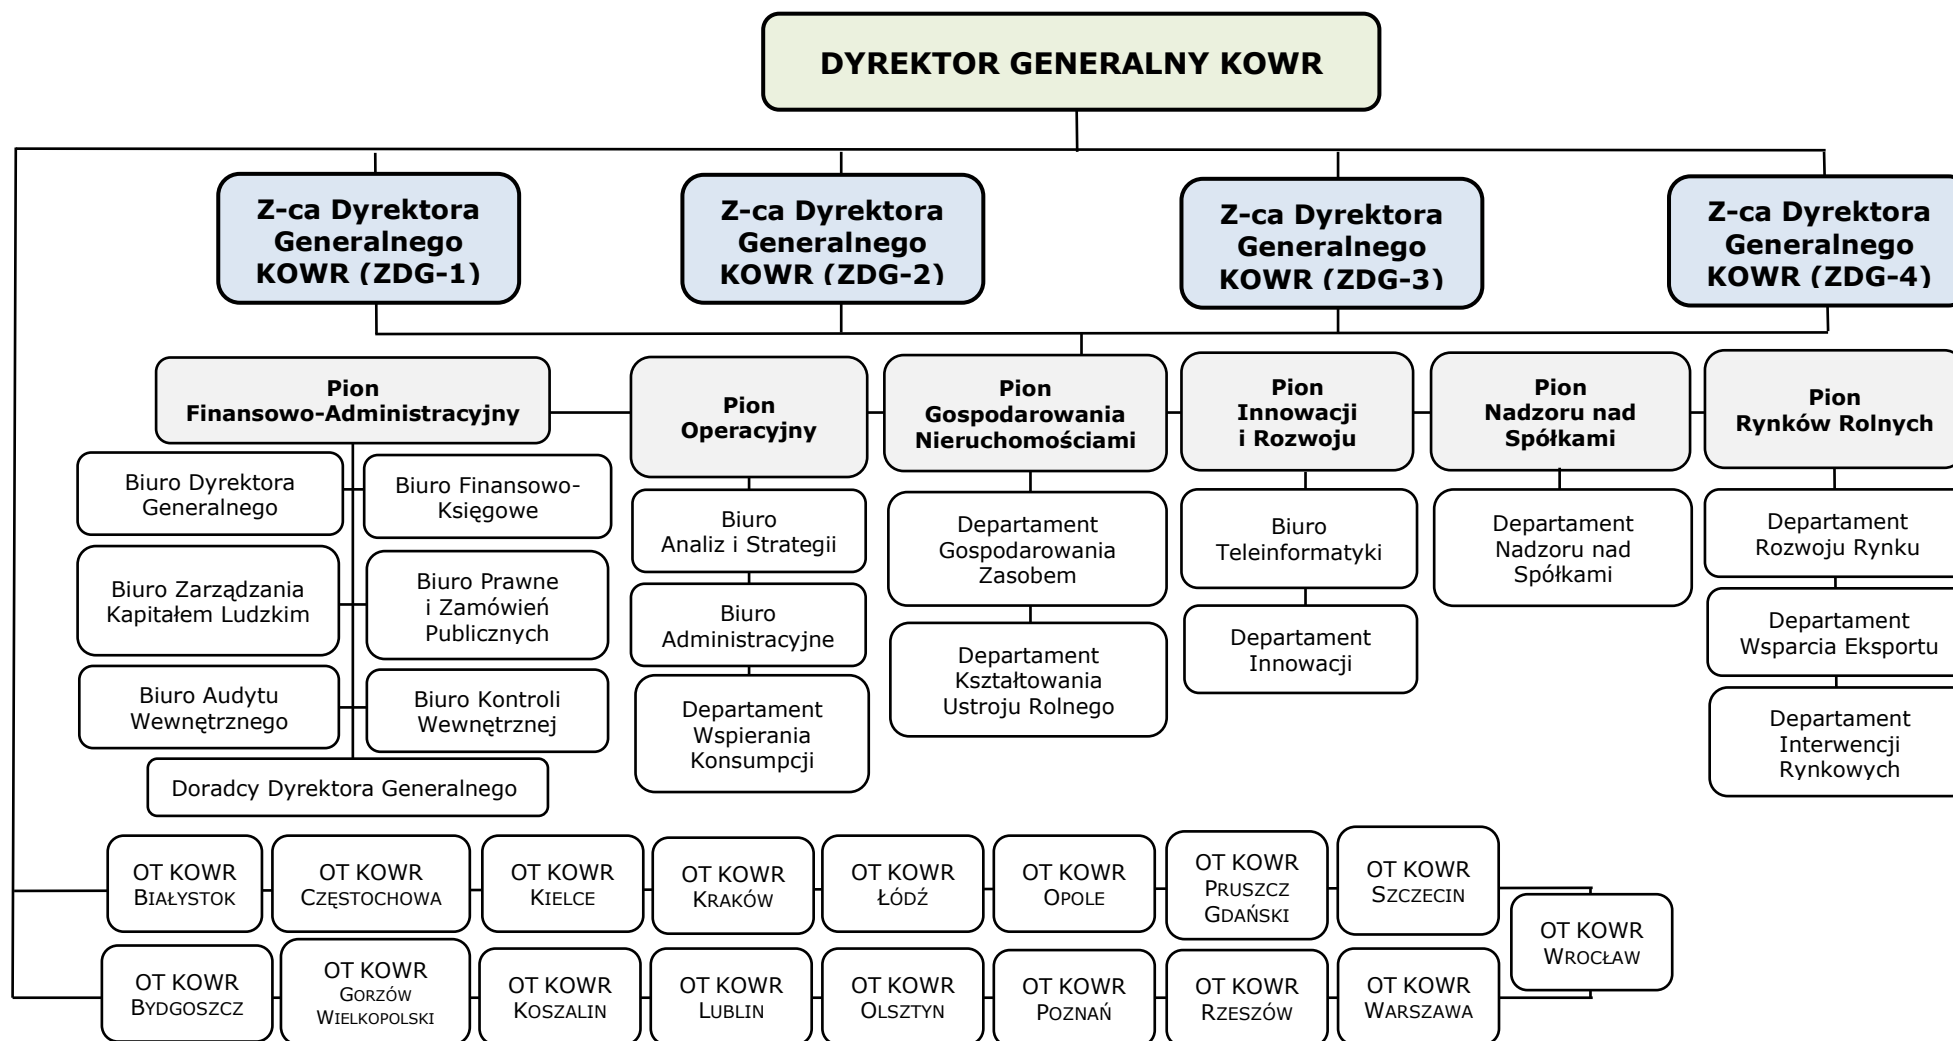 DYREKTOR GENERALNY KOWR
Z-ca Dyrektora
Generalnego
KOWR (ZDG-1)
Z-ca Dyrektora
Generalnego
KOWR (ZDG-2)
Z-ca Dyrektora
Generalnego
KOWR (ZDG-3)
Z-ca Dyrektora
Generalnego
KOWR (ZDG-4)
Pion
Finansowo-Administracyjny
Pion
Operacyjny
Pion
Gospodarowania
Nieruchomościami
Pion
Innowacji
i Rozwoju
Pion
Nadzoru nad
Spółkami
Pion
Rynków Rolnych
Biuro Dyrektora
Generalnego
Biuro Finansowo-
Księgowe
Biuro Zarządzania
Kapitałem Ludzkim
Biuro Prawne
i Zamówień
Publicznych
Biuro Audytu
Wewnętrznego
Biuro Kontroli
Wewnętrznej
Doradcy Dyrektora Generalnego
Biuro
Analiz i Strategii
Biuro
Administracyjne
Departament
Wspierania
Konsumpcji
Departament
Gospodarowania
Zasobem
Departament
Kształtowania
Ustroju Rolnego
Biuro
Teleinformatyki
Departament
Innowacji
Departament
Nadzoru nad
Spółkami
Departament
Rozwoju Rynku
Departament
Wsparcia Eksportu
Departament
Interwencji
Rynkowych
OT KOWR
BIAŁYSTOK
OT KOWR
CZĘSTOCHOWA
OT KOWR
KIELCE
OT KOWR
KRAKÓW
OT KOWR
ŁÓDŹ
OT KOWR
OPOLE
OT KOWR
PRUSZCZ
GDAŃSKI
OT KOWR
SZCZECIN
OT KOWR
WROCŁAW
OT KOWR
BYDGOSZCZ
OT KOWR
GORZÓW
WIELKOPOLSKI
OT KOWR
KOSZALIN
OT KOWR
LUBLIN
OT KOWR
OLSZTYN
OT KOWR
POZNAŃ
OT KOWR
RZESZÓW
OT KOWR
WARSZAWA